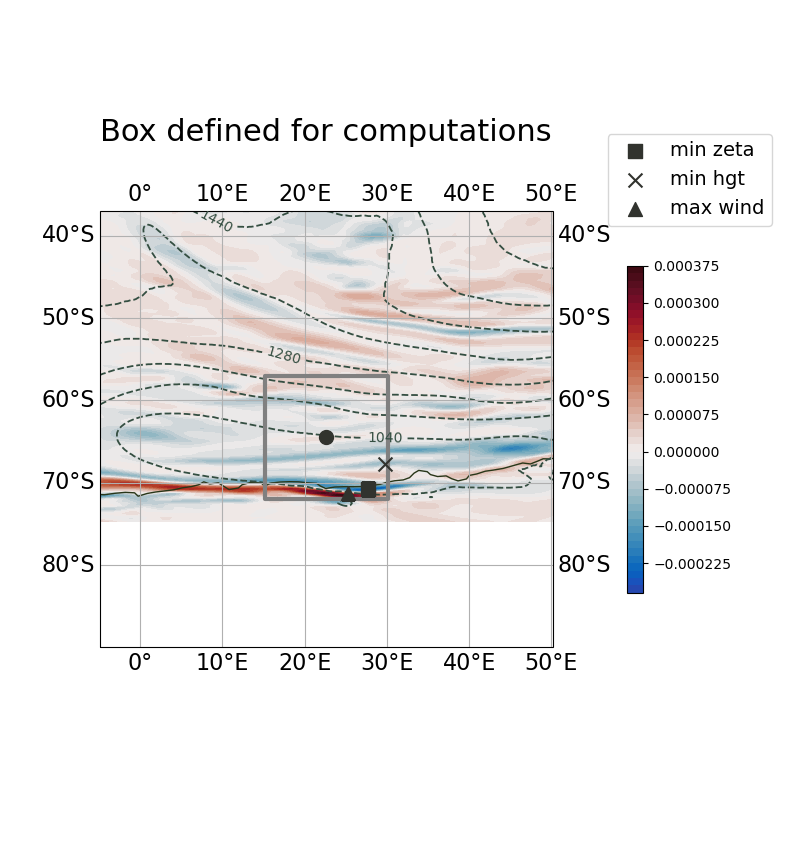 Box defined for computations
min zeta
min hgt
max wind
0° 10°E 20°E 30°E 40°E 50°E
40°S 40°S
50°S 50°S
60°S 60°S
70°S 70°S
80°S 80°S
1440
1280
1040
0° 10°E 20°E 30°E 40°E 50°E
0.000375
0.000300
0.000225
0.000150
0.000075
0.000000
−0.000075
−0.000150
−0.000225